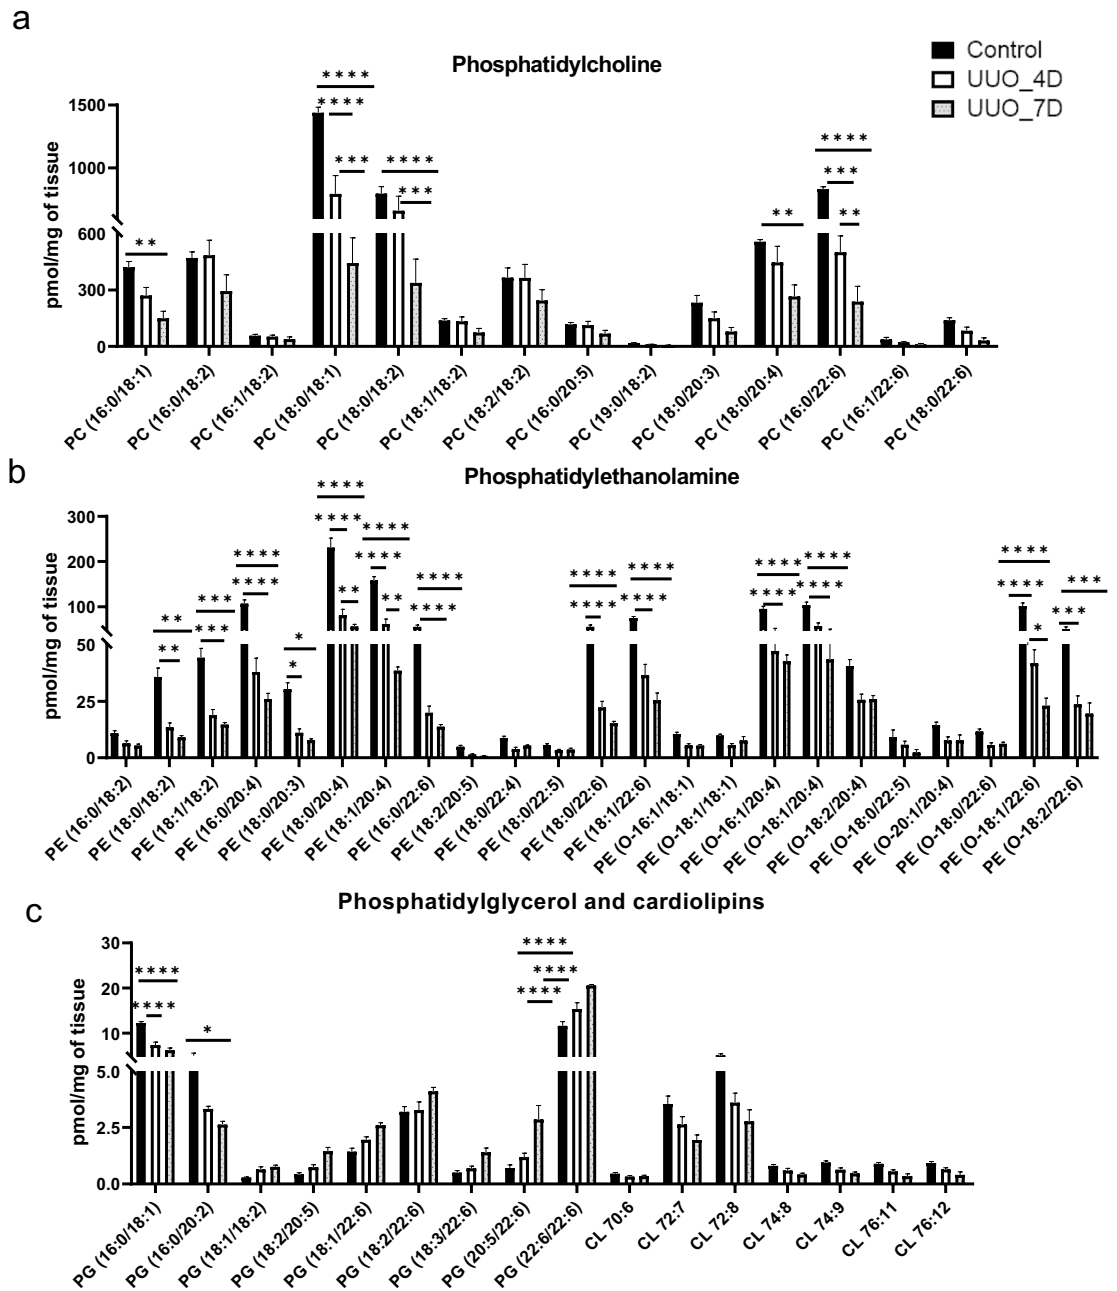 a
Phosphatidylcholine
Control
UUO_4D
UUO_7D
pmol/mg of tissue
1500
1000
600
300
0
**
****
****
***
****
***
**
****
***
**
PC (16:0/18:1)
PC (16:0/18:2)
PC (16:1/18:2)
PC (18:0/18:1)
PC (18:0/18:2)
PC (18:1/18:2)
PC (18:2/18:2)
PC (16:0/20:5)
PC (19:0/18:2)
PC (18:0/20:3)
PC (18:0/20:4)
PC (16:0/22:6)
PC (16:1/22:6)
PC (18:0/22:6)
b
Phosphatidylethanolamine
pmol/mg of tissue
300
200
100
50
25
0
**
**
***
***
****
****
*
*
****
****
**
****
****
**
****
****
****
****
****
****
****
****
****
****
****
****
*
***
***
PE (16:0/18:2)
PE (18:0/18:2)
PE (18:1/18:2)
PE (16:0/20:4)
PE (18:0/20:3)
PE (18:0/20:4)
PE (18:1/20:4)
PE (16:0/22:6)
PE (18:2/20:5)
PE (18:0/22:4)
PE (18:0/22:5)
PE (18:0/22:6)
PE (18:1/22:6)
PE (O-16:1/18:1)
PE (O-18:1/18:1)
PE (O-16:1/20:4)
PE (O-18:1/20:4)
PE (O-18:2/20:4)
PE (O-18:0/22:5)
PE (O-20:1/20:4)
PE (O-18:0/22:6)
PE (O-18:1/22:6)
PE (O-18:2/22:6)
c
Phosphatidylglycerol and cardiolipins
pmol/mg of tissue
30
20
10
5.0
2.5
0.0
****
****
*
****
****
****
PG (16:0/18:1)
PG (16:0/20:2)
PG (18:1/18:2)
PG (18:2/20:5)
PG (18:1/22:6)
PG (18:2/22:6)
PG (18:3/22:6)
PG (20:5/22:6)
PG (22:6/22:6)
CL 70:6
CL 72:7
CL 72:8
CL 74:8
CL 74:9
CL 76:11
CL 76:12